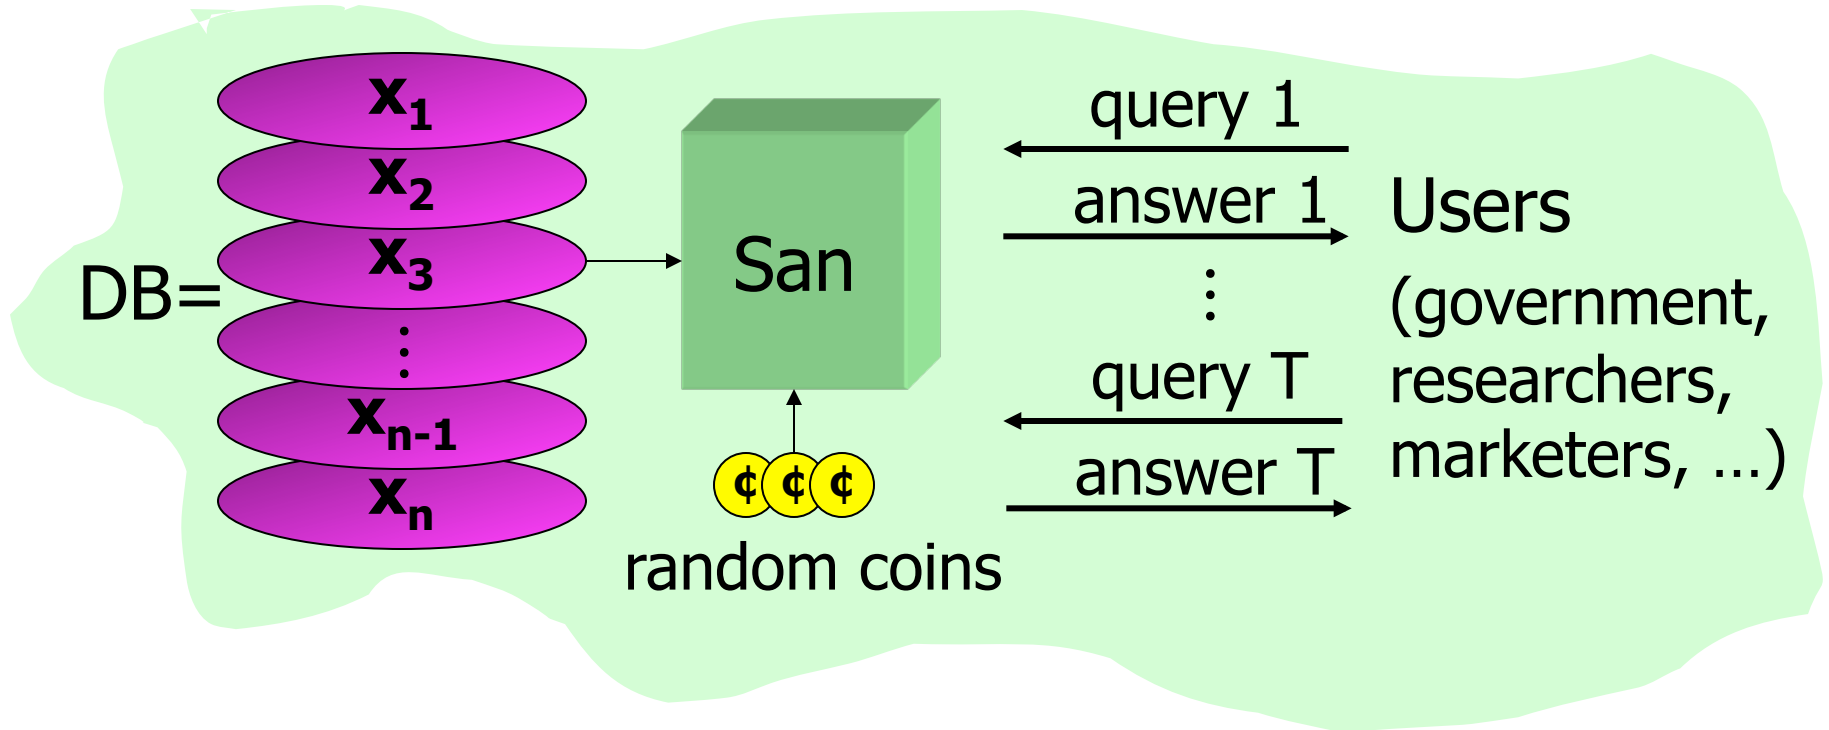 DB=
x₁
x₂
x₃
⋮
xₙ₋₁
xₙ
San
¢ ¢ ¢
random coins
query 1
answer 1
⋮
query T
answer T
Users
(government,
researchers,
marketers, …)